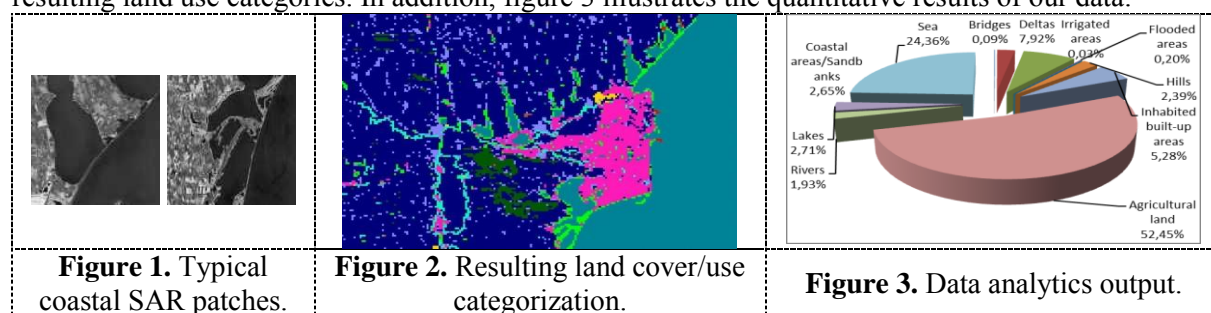 resulting land use categories. In addition, figure 3 illustrates the quantitative results of our data.
Sea
24,36%
Bridges
0,09%
Deltas
7,92%
Irrigated
areas
0,03%
Flooded
areas
0,20%
Hills
2,39%
Inhabited
built-up
areas
5,28%
Agricultural
land
52,45%
Rivers
1,93%
Lakes
2,71%
Coastal
areas/Sandb
anks
2,65%
Figure 1. Typical
coastal SAR patches.
Figure 2. Resulting land cover/use
categorization.
Figure 3. Data analytics output.